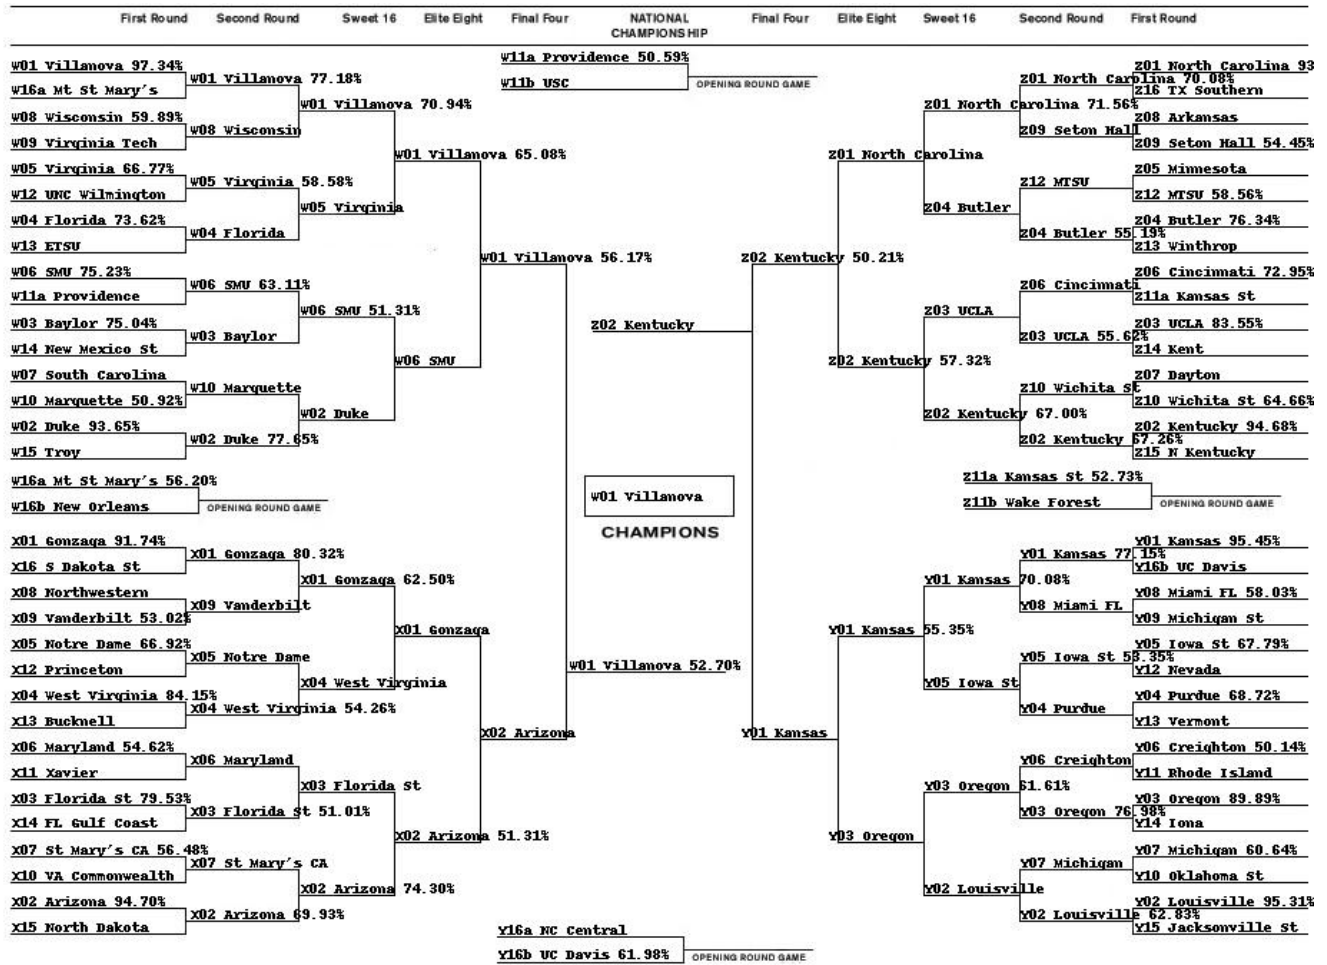 First Round Second Round Sweet 16 Elite Eight Final Four NATIONAL CHAMPIONSHIP Final Four Elite Eight Sweet 16 Second Round First Round
W11a Providence 50.59%
W11b USC
OPENING ROUND GAME
W01 Villanova 97.34%
W16a Mt St Mary's
W08 Wisconsin 59.89%
W09 Virginia Tech
W05 Virginia 66.77%
W12 UNC Wilmington
W04 Florida 73.62%
W13 ETSU
W06 SMU 75.23%
W11a Providence
W03 Baylor 75.04%
W14 New Mexico St
W07 South Carolina
W10 Marquette 50.92%
W02 Duke 93.65%
W15 Troy
W01 Villanova 77.18%
W08 Wisconsin
W05 Virginia 58.58%
W04 Florida
W06 SMU 63.11%
W03 Baylor
W10 Marquette
W02 Duke 77.65%
W01 Villanova 70.94%
W05 Virginia
W06 SMU 51.31%
W02 Duke
W01 Villanova 65.08%
W06 SMU
W01 Villanova 56.17%
W16a Mt St Mary's 56.20%
W16b New Orleans
OPENING ROUND GAME
X01 Gonzaga 91.74%
X16 S Dakota St
X08 Northwestern
X09 Vanderbilt 53.02%
X05 Notre Dame 66.92%
X12 Princeton
X04 West Virginia 84.15%
X13 Bucknell
X06 Maryland 54.62%
X11 Xavier
X03 Florida St 79.53%
X14 FL Gulf Coast
X07 St Mary's CA 56.48%
X10 VA Commonwealth
X02 Arizona 94.70%
X15 North Dakota
X01 Gonzaga 80.32%
X09 Vanderbilt
X05 Notre Dame
X04 West Virginia 54.26%
X06 Maryland
X03 Florida St 51.01%
X07 St Mary's CA
X02 Arizona 69.93%
X01 Gonzaga 62.50%
X04 West Virginia
X03 Florida St
X02 Arizona 74.30%
X01 Gonzaga
X02 Arizona 51.31%
X02 Arizona
W01 Villanova 52.70%
Z02 Kentucky
W01 Villanova
CHAMPIONS
Z02 Kentucky 50.21%
Y01 Kansas
Z01 North Carolina
Z02 Kentucky 57.32%
Z01 North Carolina 71.56%
Z04 Butler
Z03 UCLA
Z02 Kentucky 67.00%
Z01 North Carolina 70.08%
Z09 Seton Hall
Z12 MTSU
Z04 Butler 55.19%
Z06 Cincinnati
Z03 UCLA 55.62%
Z10 Wichita St
Z02 Kentucky 67.26%
Z01 North Carolina 93
Z16 TX Southern
Z08 Arkansas
Z09 Seton Hall 54.45%
Z05 Minnesota
Z12 MTSU 58.56%
Z04 Butler 76.34%
Z13 Winthrop
Z06 Cincinnati 72.95%
Z11a Kansas St
Z03 UCLA 83.55%
Z14 Kent
Z07 Dayton
Z10 Wichita St 64.66%
Z02 Kentucky 94.68%
Z15 N Kentucky
Z11a Kansas St 52.73%
Z11b Wake Forest
OPENING ROUND GAME
Y01 Kansas 55.35%
Y03 Oregon
Y01 Kansas 70.08%
Y05 Iowa St
Y03 Oregon 61.61%
Y02 Louisville
Y01 Kansas 77.15%
Y08 Miami FL
Y05 Iowa St 53.35%
Y04 Purdue
Y06 Creighton
Y03 Oregon 76.98%
Y07 Michigan
Y02 Louisville 62.83%
Y01 Kansas 95.45%
Y16b UC Davis
Y08 Miami FL 58.03%
Y09 Michigan St
Y05 Iowa St 67.79%
Y12 Nevada
Y04 Purdue 68.72%
Y13 Vermont
Y06 Creighton 50.14%
Y11 Rhode Island
Y03 Oregon 89.89%
Y14 Iona
Y07 Michigan 60.64%
Y10 Oklahoma St
Y02 Louisville 95.31%
Y15 Jacksonville St
Y16a NC Central
Y16b UC Davis 61.98%
OPENING ROUND GAME